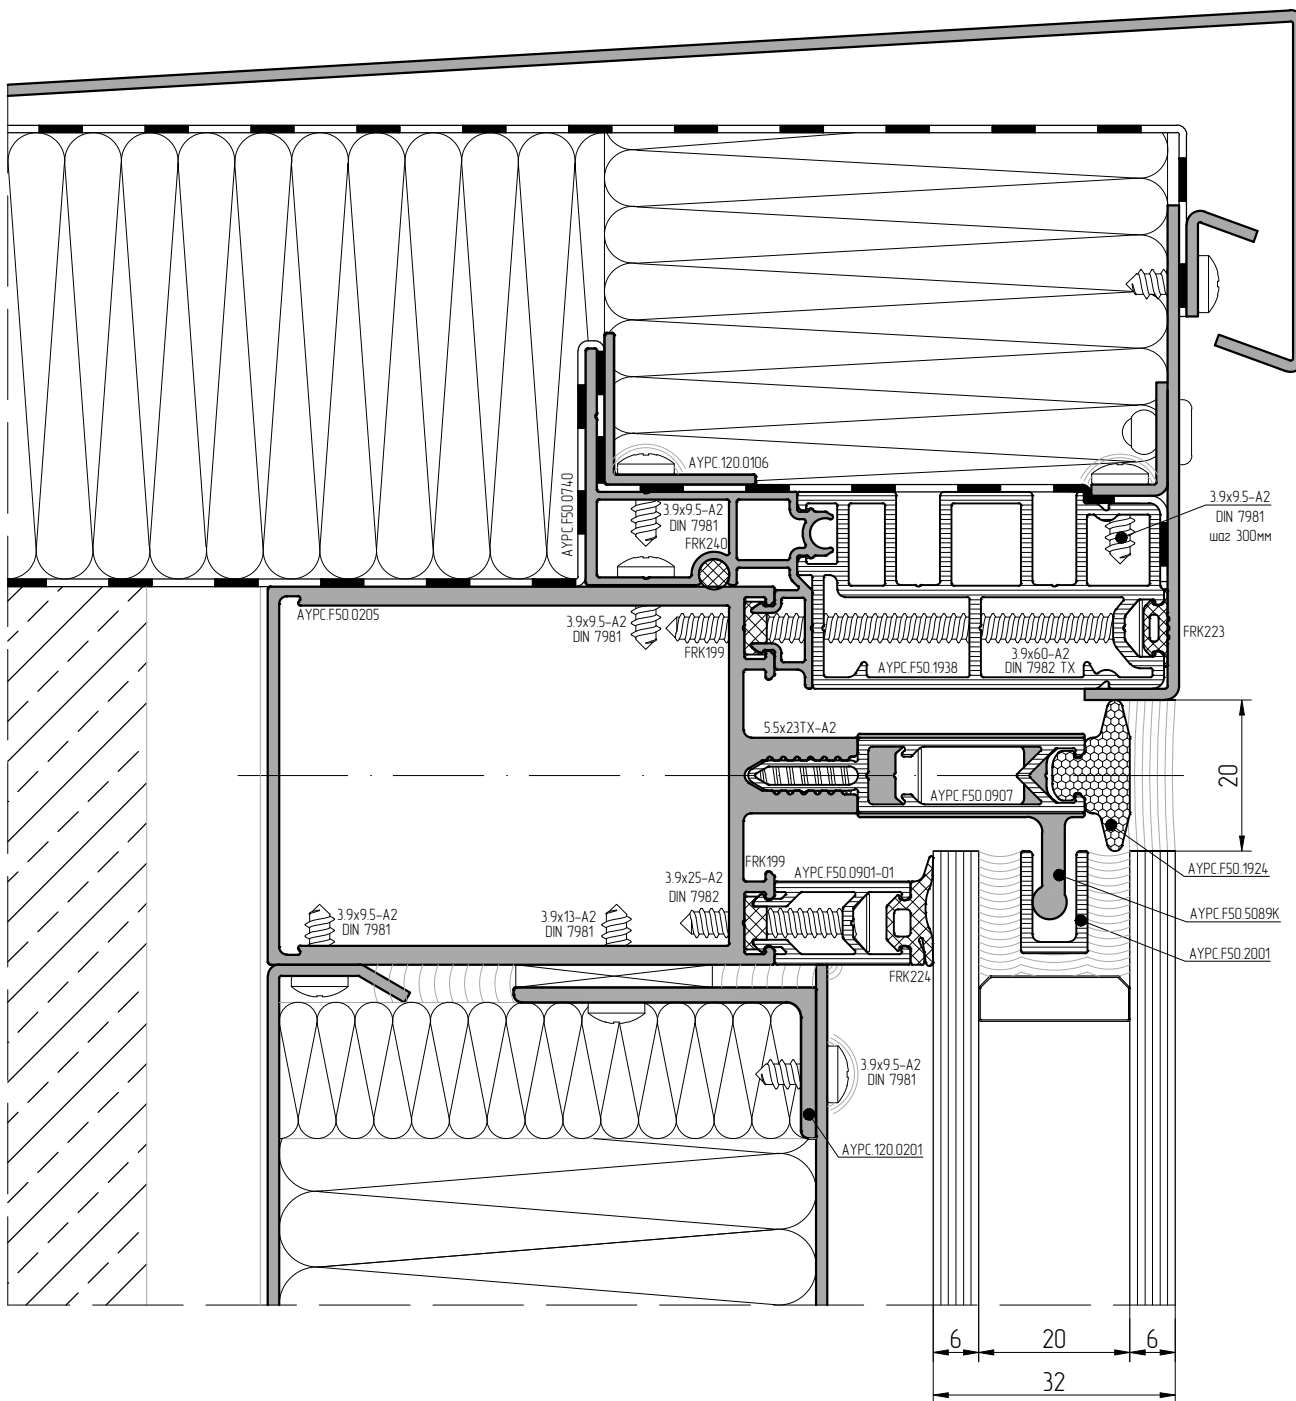 AYPC.120.0106
AYPC.F50.0740
3.9x9.5-A2
DIN 7981
FRK240
3.9x9.5-A2
DIN 7981
шаг 300мм
AYPC.F50.0205
3.9x9.5-A2
DIN 7981
FRK199
AYPC.F50.1938
3.9x60-A2
DIN 7982 TX
FRK223
5.5x23TX-A2
AYPC.F50.0907
20
FRK199
AYPC.F50.0901-01
3.9x25-A2
DIN 7982
AYPC.F50.1924
3.9x9.5-A2
DIN 7981
3.9x13-A2
DIN 7981
AYPC.F50.5089K
AYPC.F50.2001
FRK224
3.9x9.5-A2
DIN 7981
AYPC.120.0201
6
20
6
32